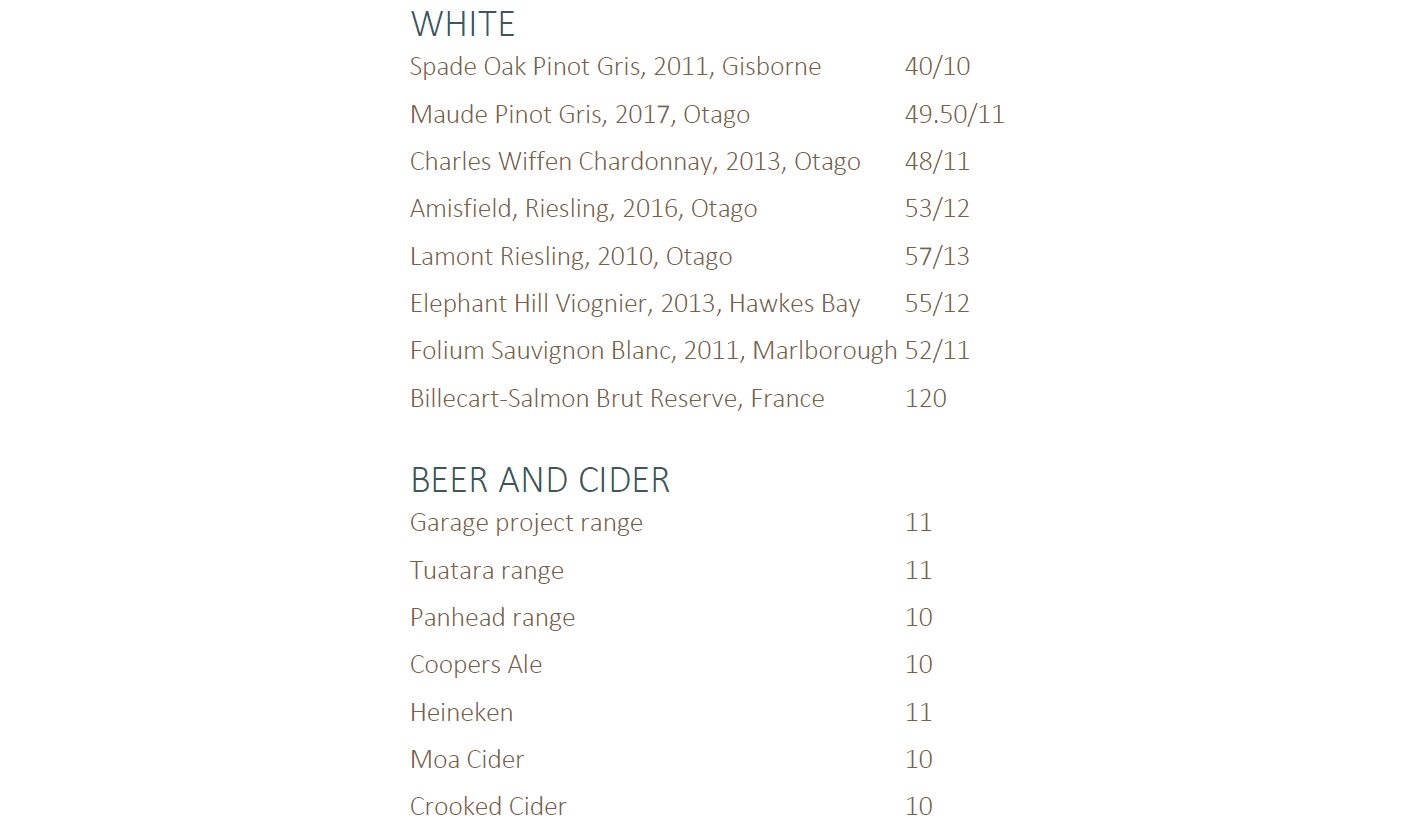 WHITE
Spade Oak Pinot Gris, 2011, Gisborne 40/10
Maude Pinot Gris, 2017, Otago 49.50/11
Charles Wiffen Chardonnay, 2013, Otago 48/11
Amisfield, Riesling, 2016, Otago 53/12
Lamont Riesling, 2010, Otago 57/13
Elephant Hill Viognier, 2013, Hawkes Bay 55/12
Folium Sauvignon Blanc, 2011, Marlborough 52/11
Billecart-Salmon Brut Reserve, France 120
BEER AND CIDER
Garage project range 11
Tuatara range 11
Panhead range 10
Coopers Ale 10
Heineken 11
Moa Cider 10
Crooked Cider 10